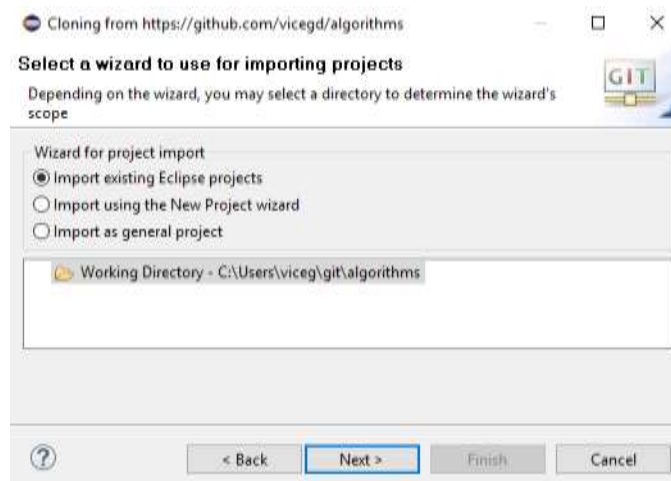 Cloning from https://github.com/vicegd/algorithms
Select a wizard to use for importing projects
GIT
Depending on the wizard, you may select a directory to determine the wizard's
scope
Wizard for project import
Import existing Eclipse projects
Import using the New Project wizard
Import as general project
Working Directory - C:\Users\viceg\git\algorithms
?
< Back
Next >
Finish
Cancel